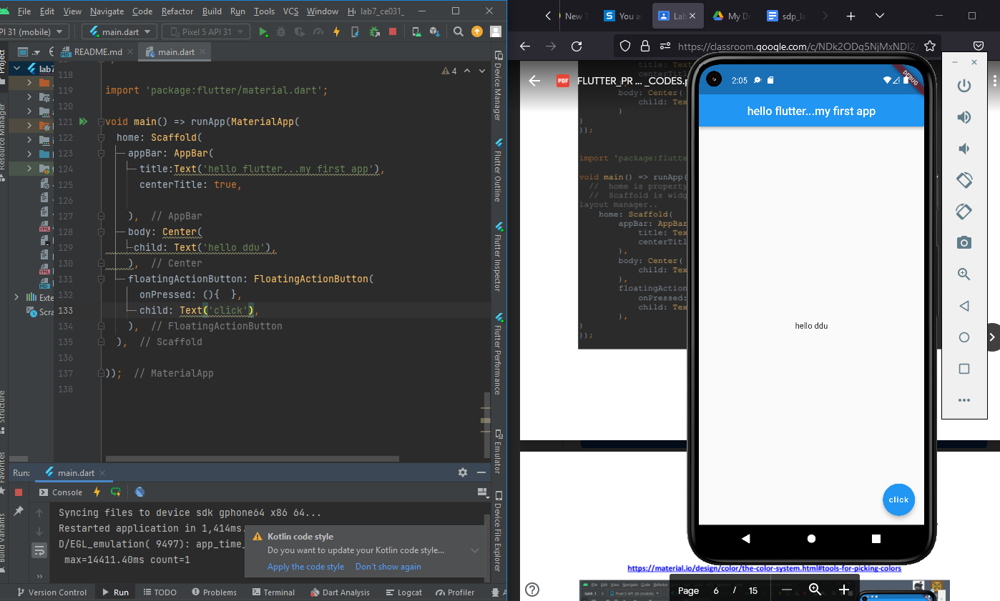 File Edit View Navigate Code Refactor Build Run Tools VCS Window lab7_ce031_
PI 31 (mobile) main.dart Pixel 5 API 31
README.md main.dart
Project
Resource Manager
Structure
Favorites
Build Variants
lab7
Exte
Scra
4
118
119 import 'package:flutter/material.dart';
120
121 void main() => runApp(MaterialApp(
122 home: Scaffold(
123 appBar: AppBar(
124 title:Text('hello flutter...my first app'),
125 centerTitle: true,
126
127 ), // AppBar
128 body: Center(
129 child: Text('hello ddu'),
130 ), // Center
131 floatingActionButton: FloatingActionButton(
132 onPressed: (){ },
133 child: Text('click'),
134 ), // FloatingActionButton
135 ), // Scaffold
136
137 )); // MaterialApp
138
Device Manager
Flutter Outline
Flutter Inspector
Flutter Performance
Emulator
Device File Explorer
Run: main.dart
Console
Syncing files to device sdk gphone64 x86 64...
Restarted application in 1,414ms.
D/EGL_emulation( 9497): app_time_
max=14411.40ms count=1
Kotlin code style
Do you want to update your Kotlin code style...
Apply the code style Don't show again
Version Control Run TODO Problems Terminal Dart Analysis Logcat Profiler A
New T You ar Lab My Dr sdp_la
https://classroom.google.com/c/NDk2ODg5NjMxNDI2/
PDF FLUTTER_PR ... _CODES.p
title: Text
centerTitl
body: Center(
child: Tex
)
)
));
import 'package:flutte
void main() => runApp(
// home is property
// Scaffold is widg
layout manager..
home: Scaffold(
appBar: AppBar
title: Tex
centerTitl
),
body: Center(
child: Tex
),
floatingAction
onPressed:
child: Tex
),
)
));
2:05
DEBUG
hello flutter...my first app
hello ddu
click
https://material.io/design/color/the-color-system.html#tools-for-picking-colors
Page 6 / 15